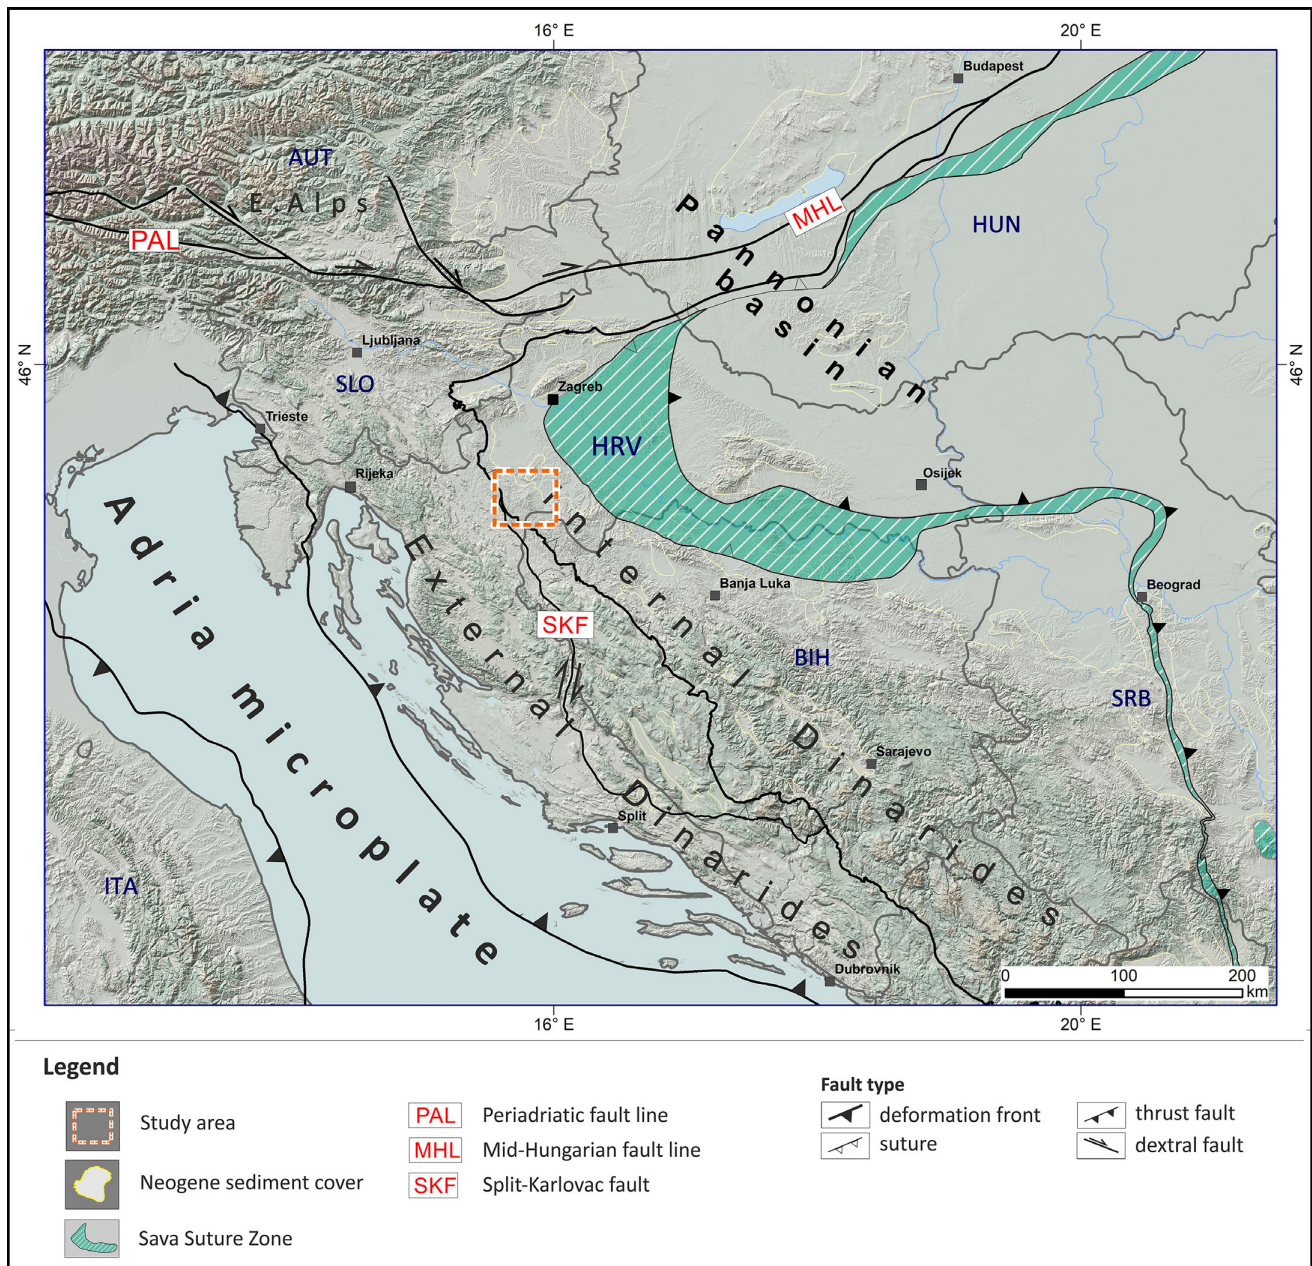 16° E
20° E
Budapest
AUT
E. Alps
PAL
MHL
HUN
Pannonian
basin
46° N
46° N
Ljubljana
SLO
Zagreb
Trieste
HRV
Rijeka
Osijek
Adria microplate
External Dinarides
Internal Dinarides
Banja Luka
Beograd
SKF
BIH
SRB
Sarajevo
Split
ITA
Dubrovnik
0 100 200
km
16° E
20° E
Legend
Study area
Neogene sediment cover
Sava Suture Zone
PAL Periadriatic fault line
MHL Mid-Hungarian fault line
SKF Split-Karlovac fault
Fault type
deformation front
suture
thrust fault
dextral fault